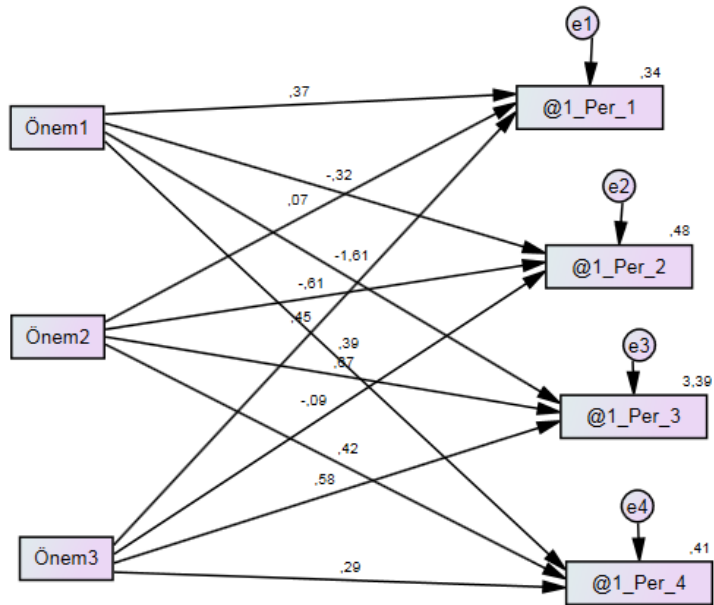 e1
,37
,34
@1_Per_1
Önem1
e2
-,32
,07
,48
@1_Per_2
-1,61
-,61
Önem2
,45
,39
,67
e3
3,39
@1_Per_3
-,09
,42
,58
e4
Önem3
,41
,29
@1_Per_4